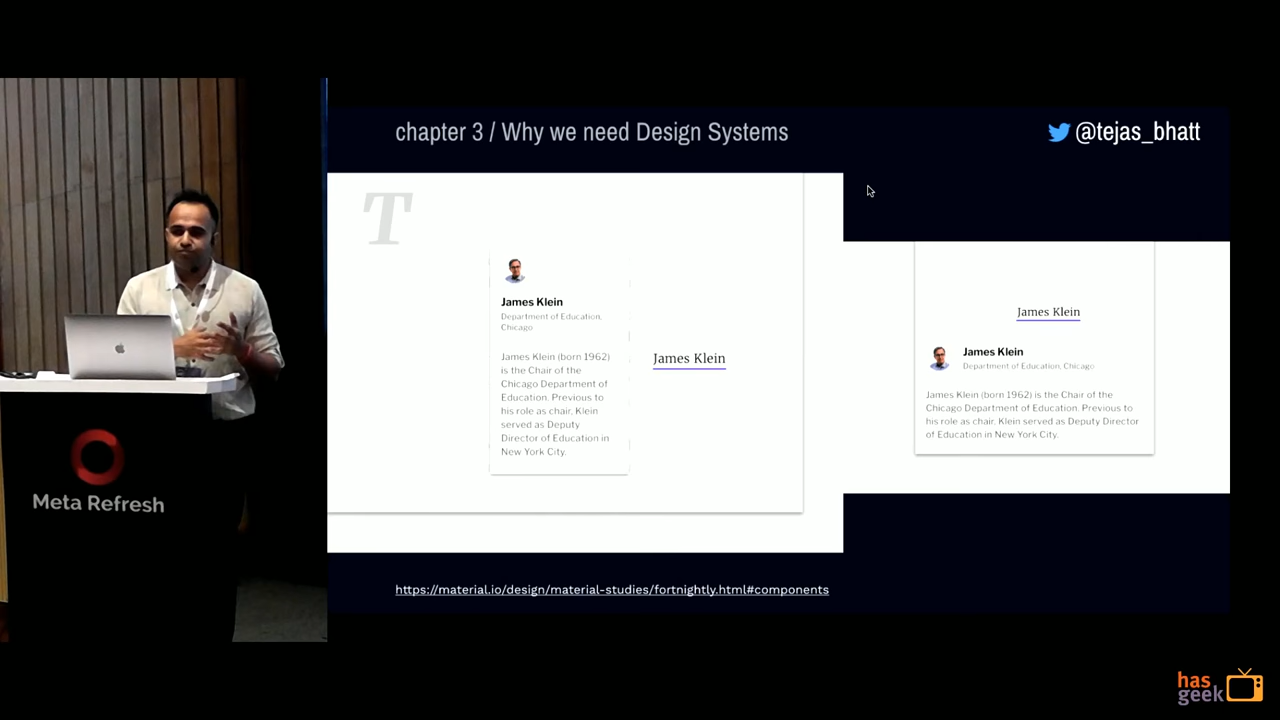 chapter 3 / Why we need Design Systems
@tejas_bhatt
T
James Klein
Department of Education,
Chicago
James Klein (born 1962)
is the Chair of the
Chicago Department of
Education. Previous to
his role as chair, Klein
served as Deputy
Director of Education in
New York City.
James Klein
James Klein
James Klein
Department of Education, Chicago
James Klein (born 1962) is the Chair of the
Chicago Department of Education. Previous to
his role as chair, Klein served as Deputy Director
of Education in New York City.
https://material.io/design/material-studies/fortnightly.html#components
Meta Refresh
has
geek